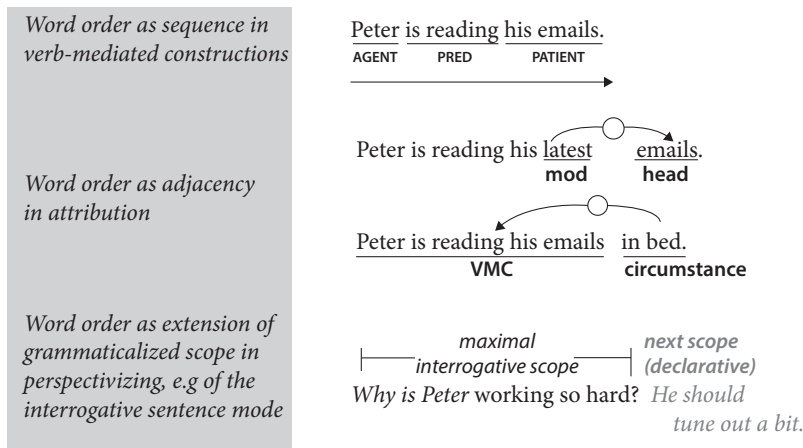 Word order as sequence in
verb-mediated constructions
Peter is reading his emails.
AGENT PRED PATIENT
Word order as adjacency
in attribution
Peter is reading his latest emails.
mod head
Peter is reading his emails in bed.
VMC circumstance
Word order as extension of
grammaticalized scope in
perspectivizing, e.g of the
interrogative sentence mode
maximal
interrogative scope
next scope
(declarative)
Why is Peter working so hard? He should
tune out a bit.